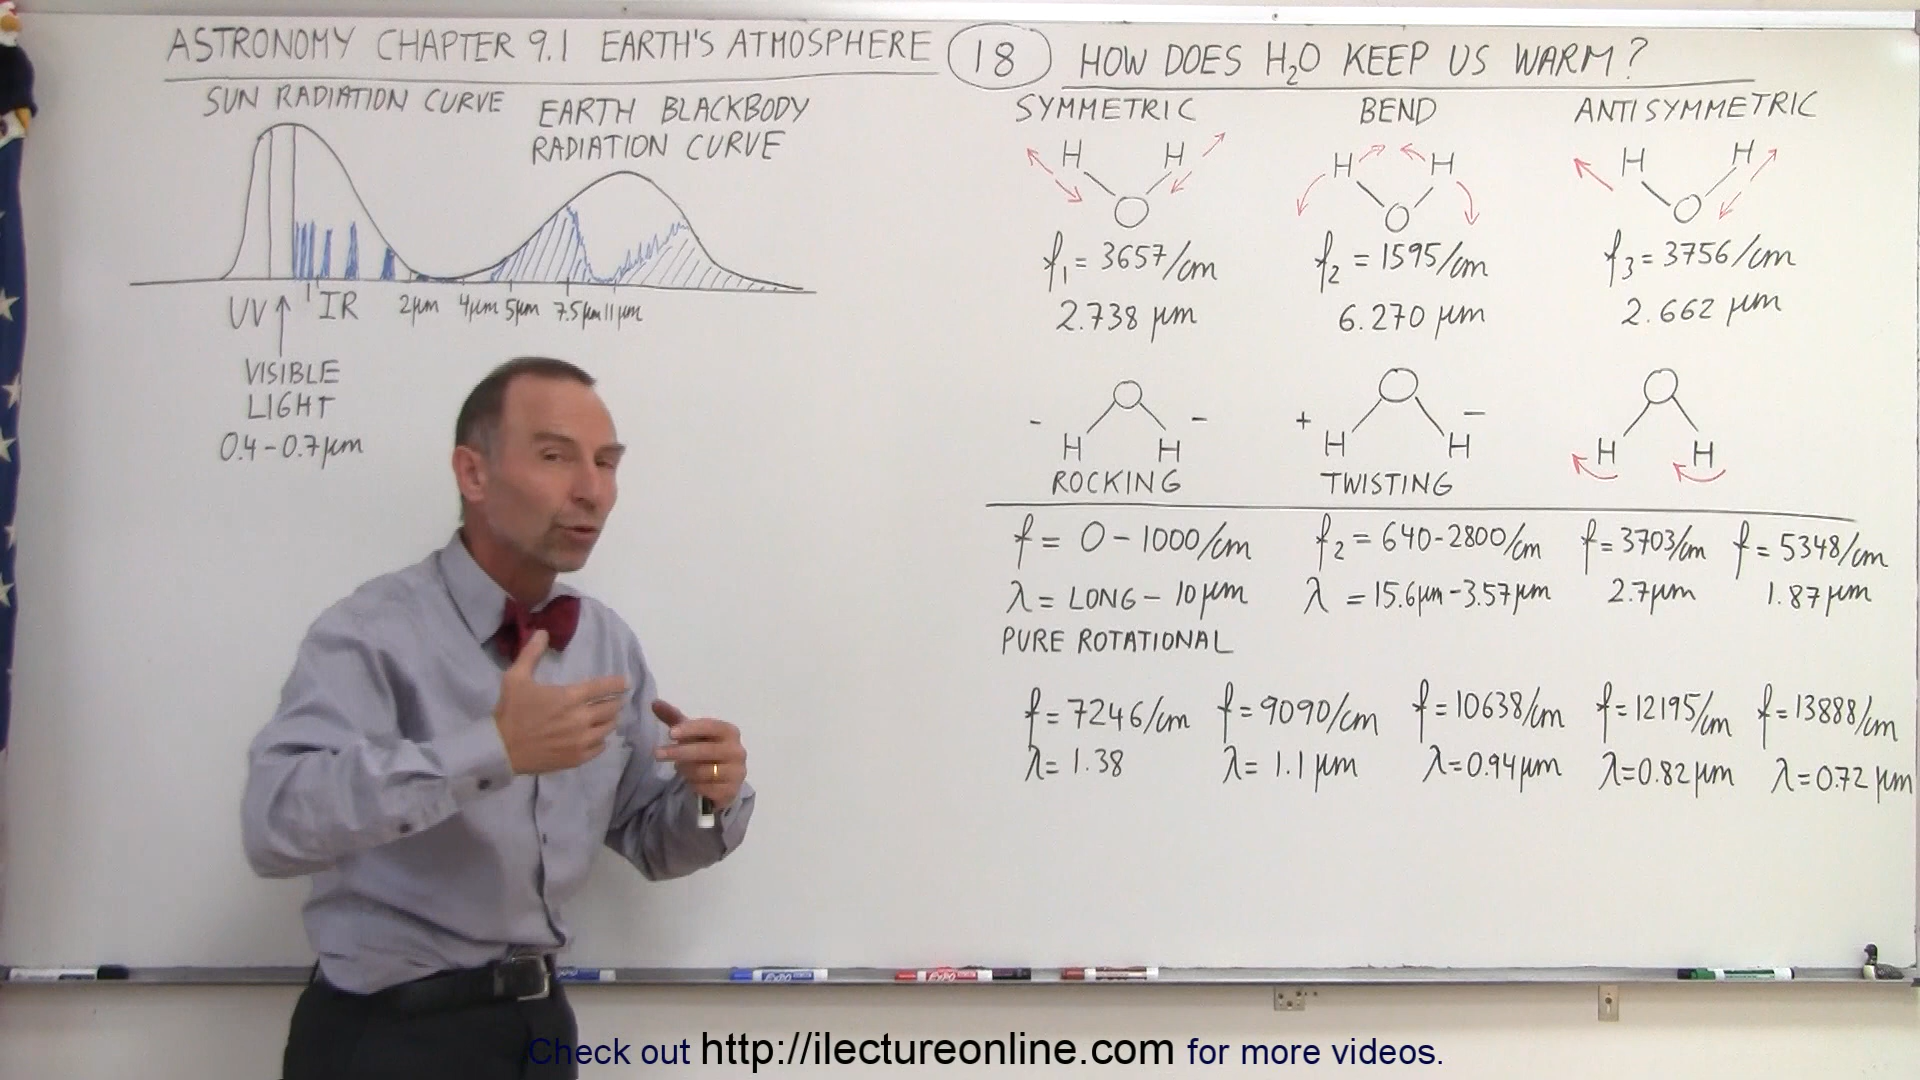 ASTRONOMY CHAPTER 9.1 EARTH'S ATMOSPHERE 18 HOW DOES H₂O KEEP US WARM?
SUN RADIATION CURVE
EARTH BLACKBODY
RADIATION CURVE
UV IR 2μm 4μm 5μm 7.5μm 11μm
VISIBLE
LIGHT
0.4-0.7μm
SYMMETRIC BEND ANTISYMMETRIC
H H H H H H
O O O
f₁ = 3657/cm f₂ = 1595/cm f₃ = 3756/cm
2.738 μm 6.270 μm 2.662 μm
O O O
- - + -
H H H H H H
ROCKING TWISTING
f = 0-1000/cm f₂ = 640-2800/cm f = 3703/cm f = 5348/cm
λ = LONG - 10μm λ = 15.6μm-3.57μm 2.7μm 1.87μm
PURE ROTATIONAL
f = 7246/cm f = 9090/cm f = 10638/cm f = 12195/cm f = 13888/cm
λ = 1.38 λ = 1.1 μm λ = 0.94μm λ = 0.82μm λ = 0.72 μm
EXPO EXPO
Check out http://ilectureonline.com for more videos.